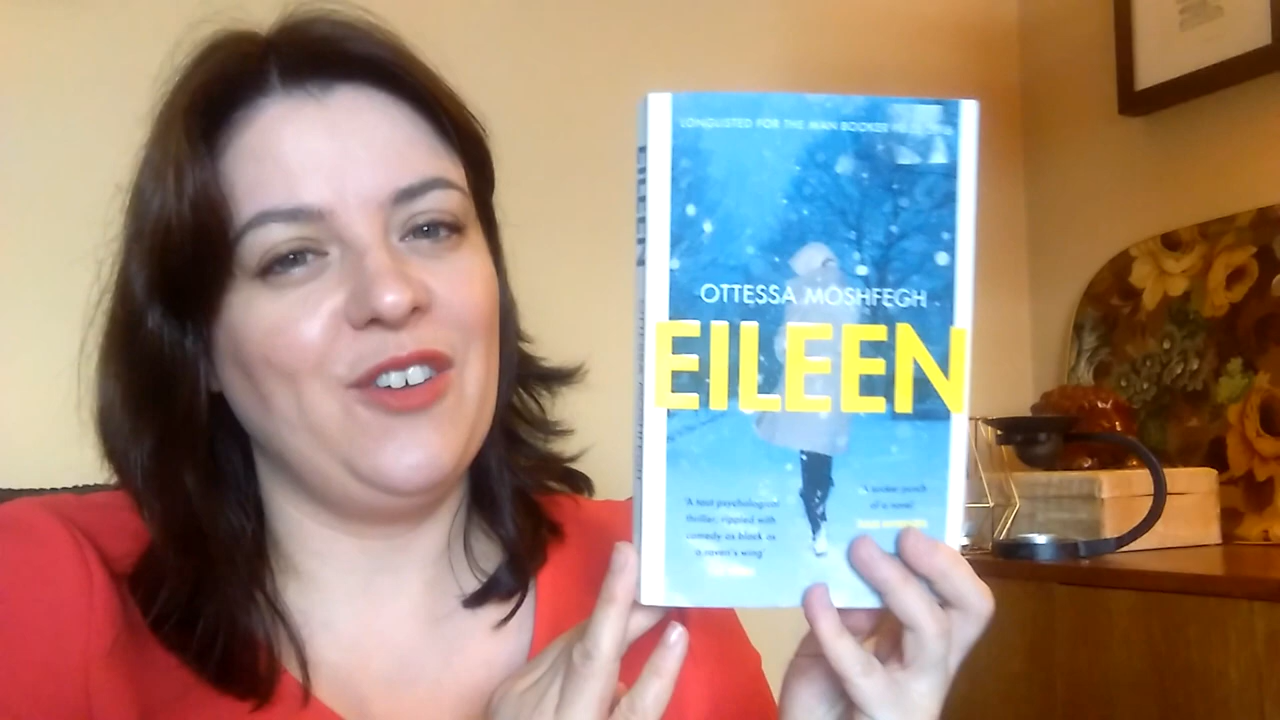 LONGLISTED FOR THE MAN BOOKER
EILEEN
OTTESSA MOSHFEGH
EILEEN
'A taut psychological
thriller, rippled with
comedy as black as
a raven's wing'
A sucker punch
of a novel